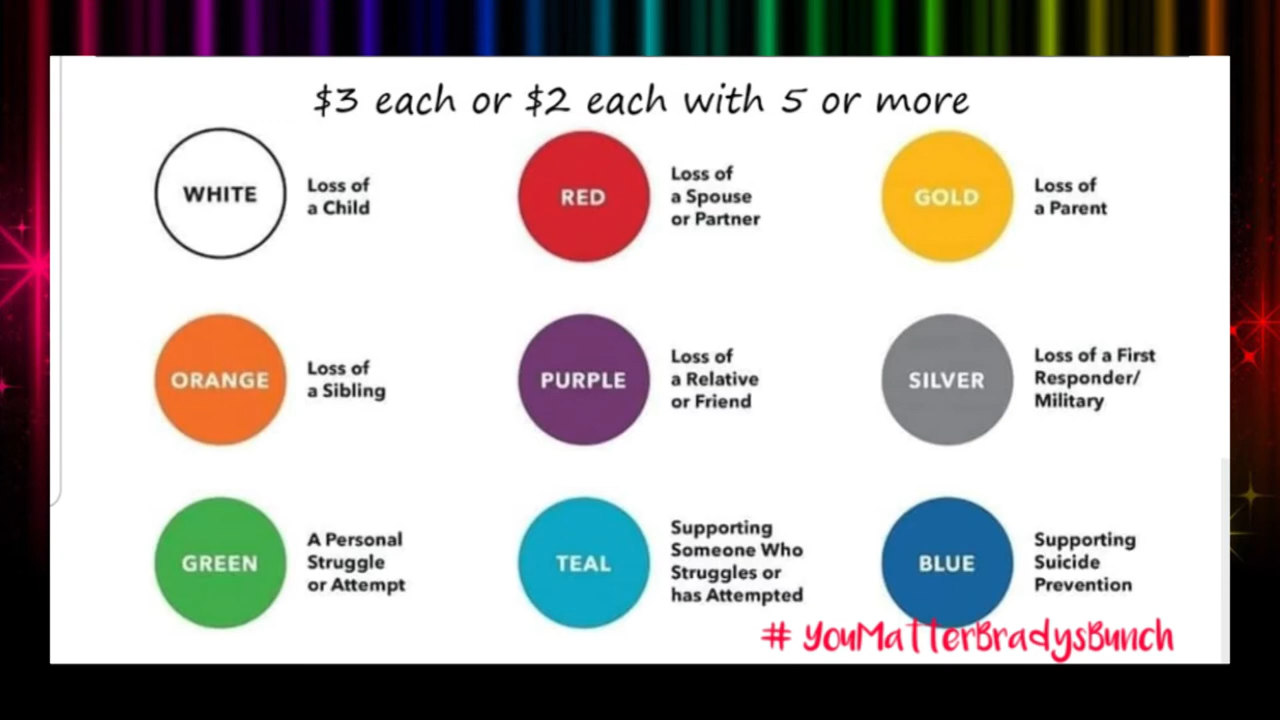 $3 each or $2 each with 5 or more
WHITE
Loss of
a Child
RED
Loss of
a Spouse
or Partner
GOLD
Loss of
a Parent
ORANGE
Loss of
a Sibling
PURPLE
Loss of
a Relative
or Friend
SILVER
Loss of a First
Responder/
Military
GREEN
A Personal
Struggle
or Attempt
TEAL
Supporting
Someone Who
Struggles or
has Attempted
BLUE
Supporting
Suicide
Prevention
# YouMatterBradysBunch